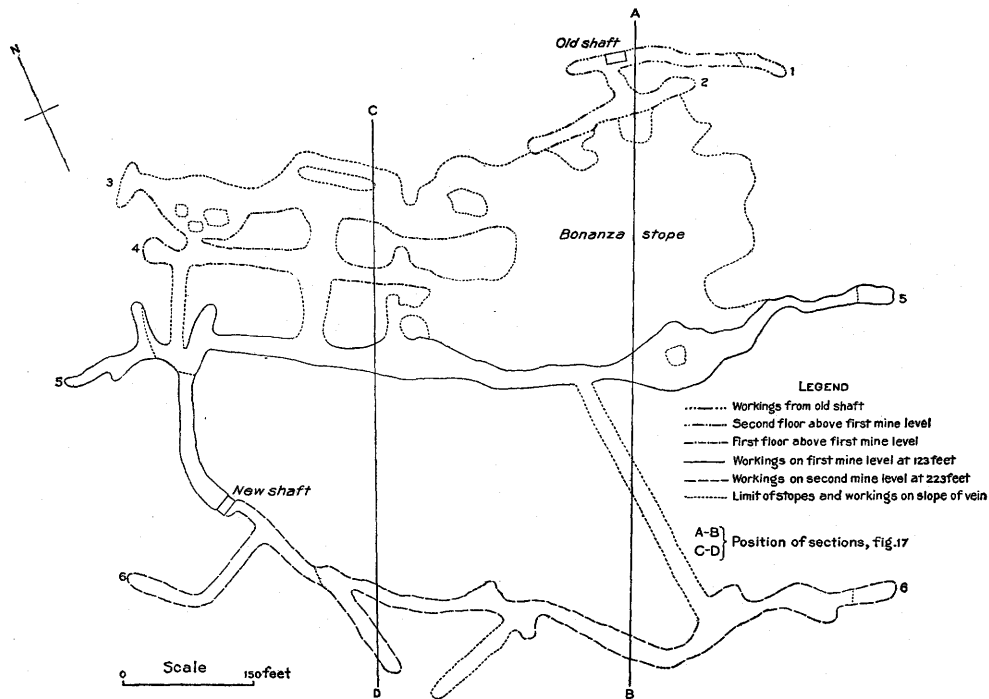 N
A
Old shaft
1
2
C
3
4
Bonanza stope
5
5
LEGEND
Workings from old shaft
Second floor above first mine level
First floor above first mine level
Workings on first mine level at 123 feet
Workings on second mine level at 223 feet
Limit of stopes and workings on slope of vein
New shaft
A-B
C-D
Position of sections, fig.17
6
6
Scale
0 150 feet
D
B